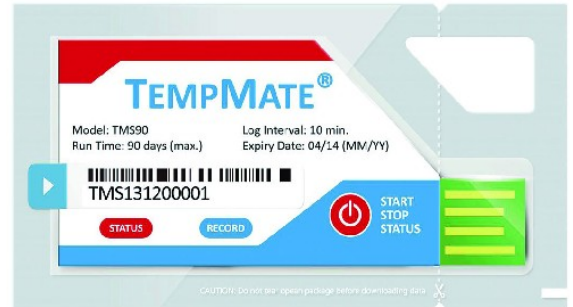 TEMPMATE®
Model: TMS90
Run Time: 90 days (max.)
Log Interval: 10 min.
Expiry Date: 04/14 (MM/YY)
TMS131200001
STATUS
RECORD
START
STOP
STATUS
CAUTION: Do not tear open package before downloading data